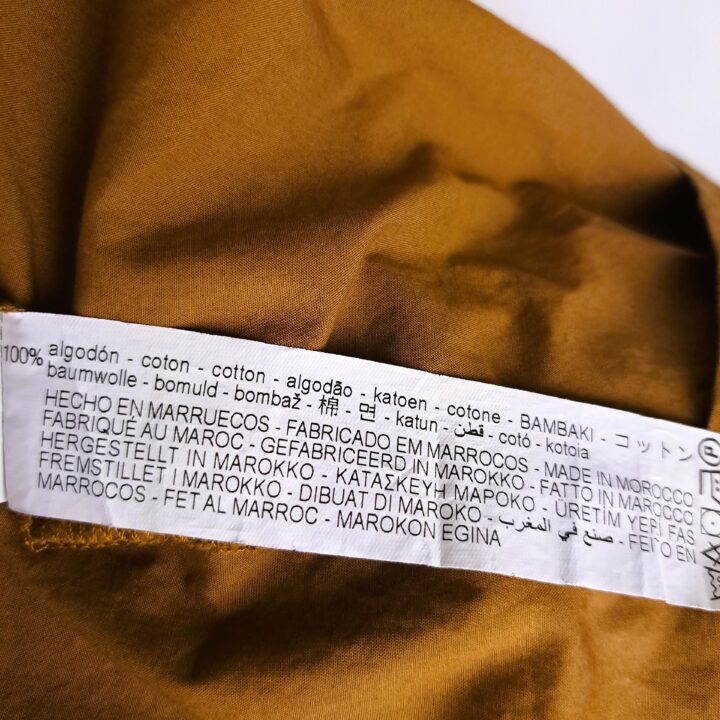 100% algodón - coton - cotton - algodão - katoen - cotone - BAMBAKI - コットン
baumwolle - bomuld - bombaž - 棉 - 면 - katun - قطن - cotó - kotoia
HECHO EN MARRUECOS - FABRICADO EM MARROCOS - MADE IN MOROCCO
FABRIQUÉ AU MAROC - GEFABRICEERD IN MAROKKO - FATTO IN MAROCCO
HERGESTELLT IN MAROKKO - ΚΑΤΑΣΚΕΥΗ ΜΑΡΟΚΟ - ÜRETİM YERİ FAS
FREMSTILLET I MAROKKO - DIBUAT DI MAROKO - صنع في المغرب - FEITO EN
MARROCOS - FET AL MARROC - MAROKON EGINA
P